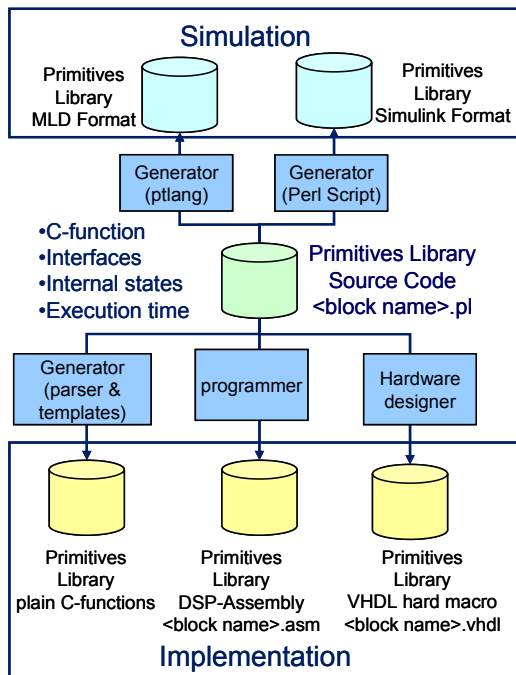 Simulation
Primitives
Library
MLD Format
Primitives
Library
Simulink Format
Generator
(ptlang)
Generator
(Perl Script)
•C-function
•Interfaces
•Internal states
•Execution time
Primitives Library
Source Code
<block name>.pl
Generator
(parser &
templates)
programmer
Hardware
designer
Primitives
Library
plain C-functions
Primitives
Library
DSP-Assembly
<block name>.asm
Primitives
Library
VHDL hard macro
<block name>.vhdl
Implementation